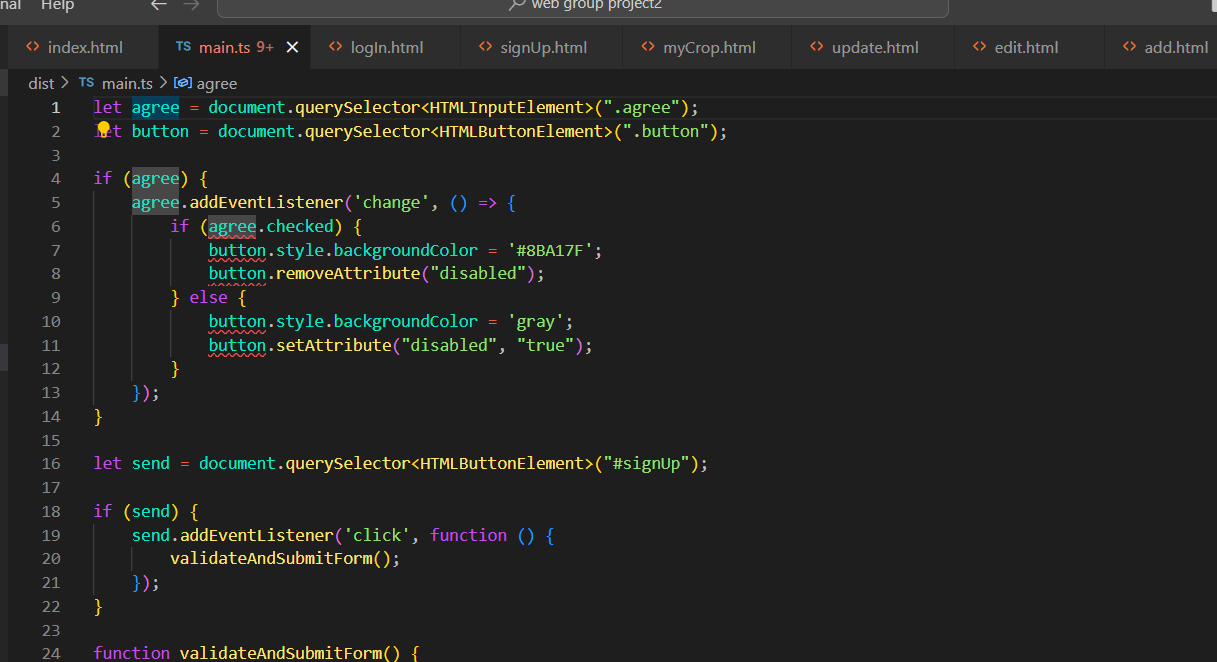 nal Help ← → web group project2
<> index.html TS main.ts 9+ × <> logIn.html <> signUp.html <> myCrop.html <> update.html <> edit.html <> add.html
dist > TS main.ts > agree
1 let agree = document.querySelector<HTMLInputElement>(".agree");
2 let button = document.querySelector<HTMLButtonElement>(".button");
3
4 if (agree) {
5 agree.addEventListener('change', () => {
6 if (agree.checked) {
7 button.style.backgroundColor = '#8BA17F';
8 button.removeAttribute("disabled");
9 } else {
10 button.style.backgroundColor = 'gray';
11 button.setAttribute("disabled", "true");
12 }
13 });
14 }
15
16 let send = document.querySelector<HTMLButtonElement>("#signUp");
17
18 if (send) {
19 send.addEventListener('click', function () {
20 validateAndSubmitForm();
21 });
22 }
23
24 function validateAndSubmitForm() {